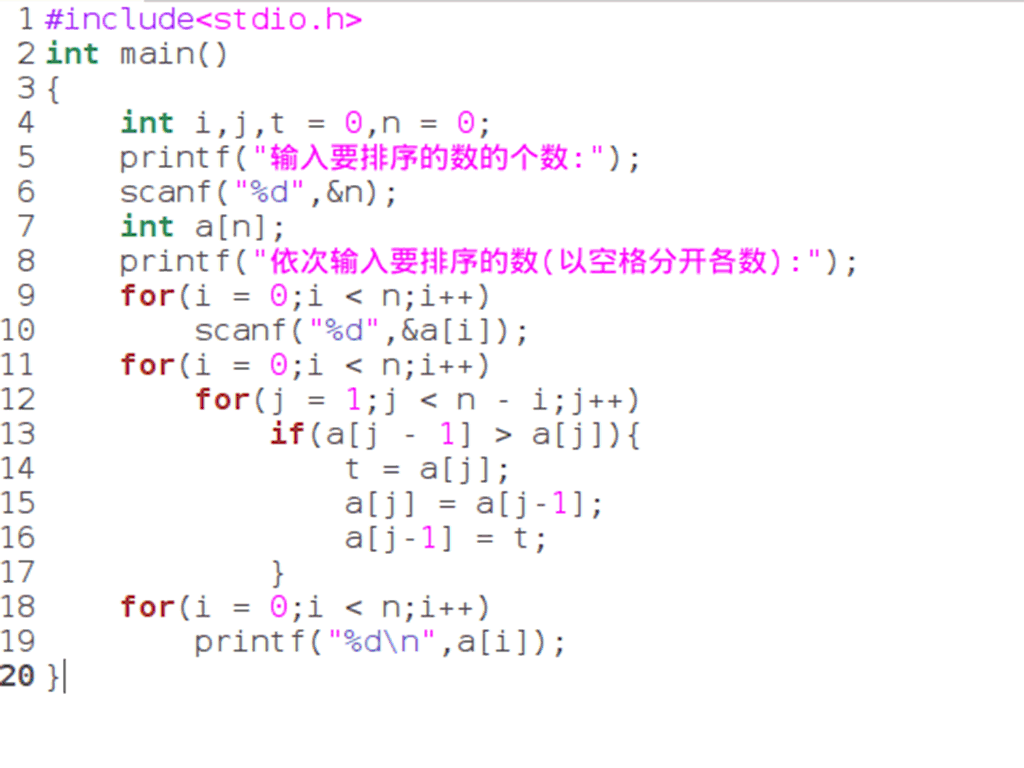 1 #include<stdio.h>
2 int main()
3 {
4     int i,j,t = 0,n = 0;
5     printf("输入要排序的数的个数:");
6     scanf("%d",&n);
7     int a[n];
8     printf("依次输入要排序的数(以空格分开各数):");
9     for(i = 0;i < n;i++)
10         scanf("%d",&a[i]);
11     for(i = 0;i < n;i++)
12         for(j = 1;j < n - i;j++)
13             if(a[j - 1] > a[j]){
14                 t = a[j];
15                 a[j] = a[j-1];
16                 a[j-1] = t;
17             }
18     for(i = 0;i < n;i++)
19         printf("%d\n",a[i]);
20 }